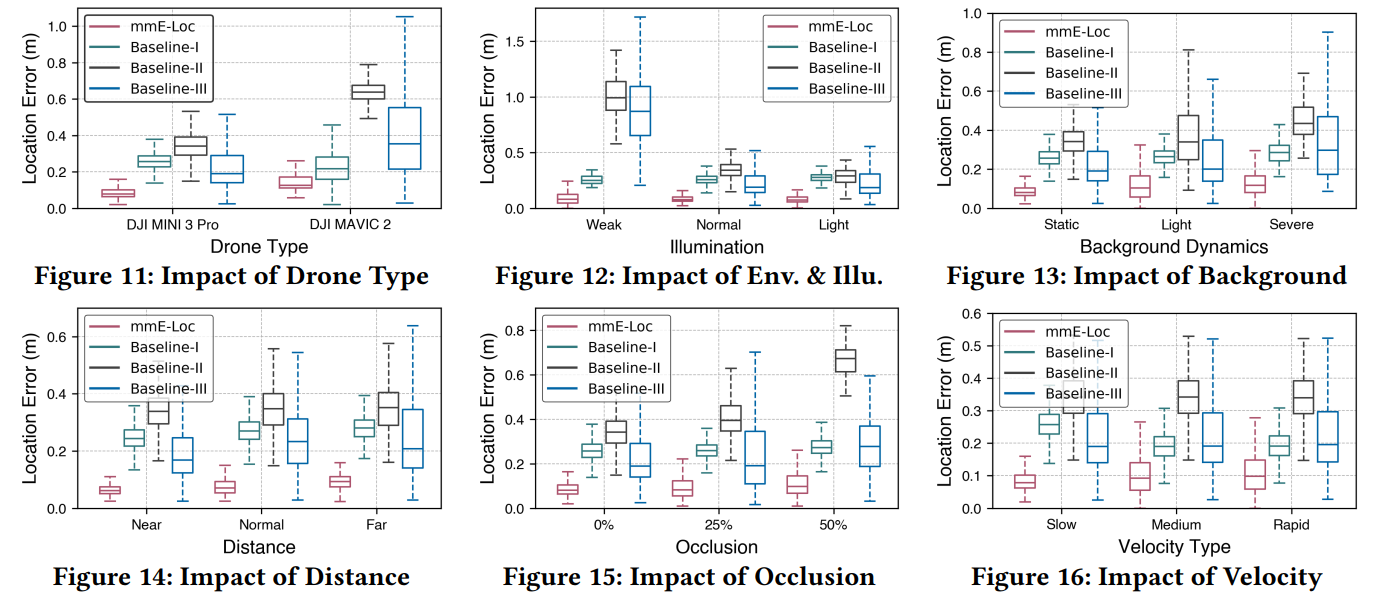 Location Error (m)
1.0
0.8
0.6
0.4
0.2
0.0
mmE-Loc
Baseline-I
Baseline-II
Baseline-III
DJI MINI 3 Pro
DJI MAVIC 2
Drone Type
Figure 11: Impact of Drone Type
Location Error (m)
1.5
1.0
0.5
0.0
mmE-Loc
Baseline-I
Baseline-II
Baseline-III
Weak
Normal
Light
Illumination
Figure 12: Impact of Env. & Illu.
Location Error (m)
1.0
0.8
0.6
0.4
0.2
0.0
mmE-Loc
Baseline-I
Baseline-II
Baseline-III
Static
Light
Severe
Background Dynamics
Figure 13: Impact of Background
Location Error (m)
0.6
0.4
0.2
0.0
mmE-Loc
Baseline-I
Baseline-II
Baseline-III
Near
Normal
Far
Distance
Figure 14: Impact of Distance
Location Error (m)
0.8
0.6
0.4
0.2
0.0
mmE-Loc
Baseline-I
Baseline-II
Baseline-III
0%
25%
50%
Occlusion
Figure 15: Impact of Occlusion
Location Error (m)
0.6
0.5
0.4
0.3
0.2
0.1
0.0
mmE-Loc
Baseline-I
Baseline-II
Baseline-III
Slow
Medium
Rapid
Velocity Type
Figure 16: Impact of Velocity